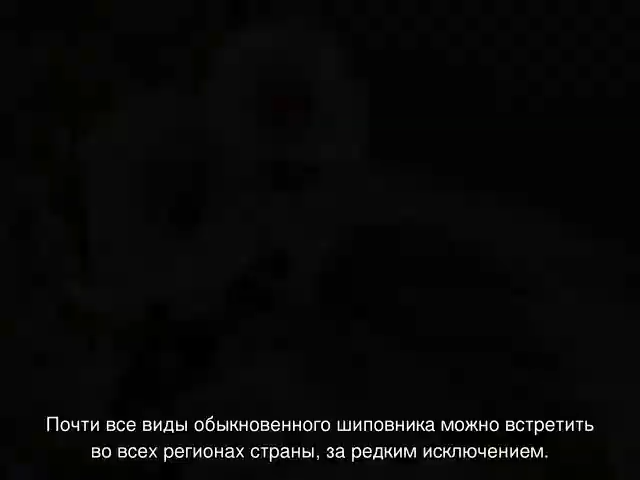 Почти все виды обыкновенного шиповника можно встретить
во всех регионах страны, за редким исключением.